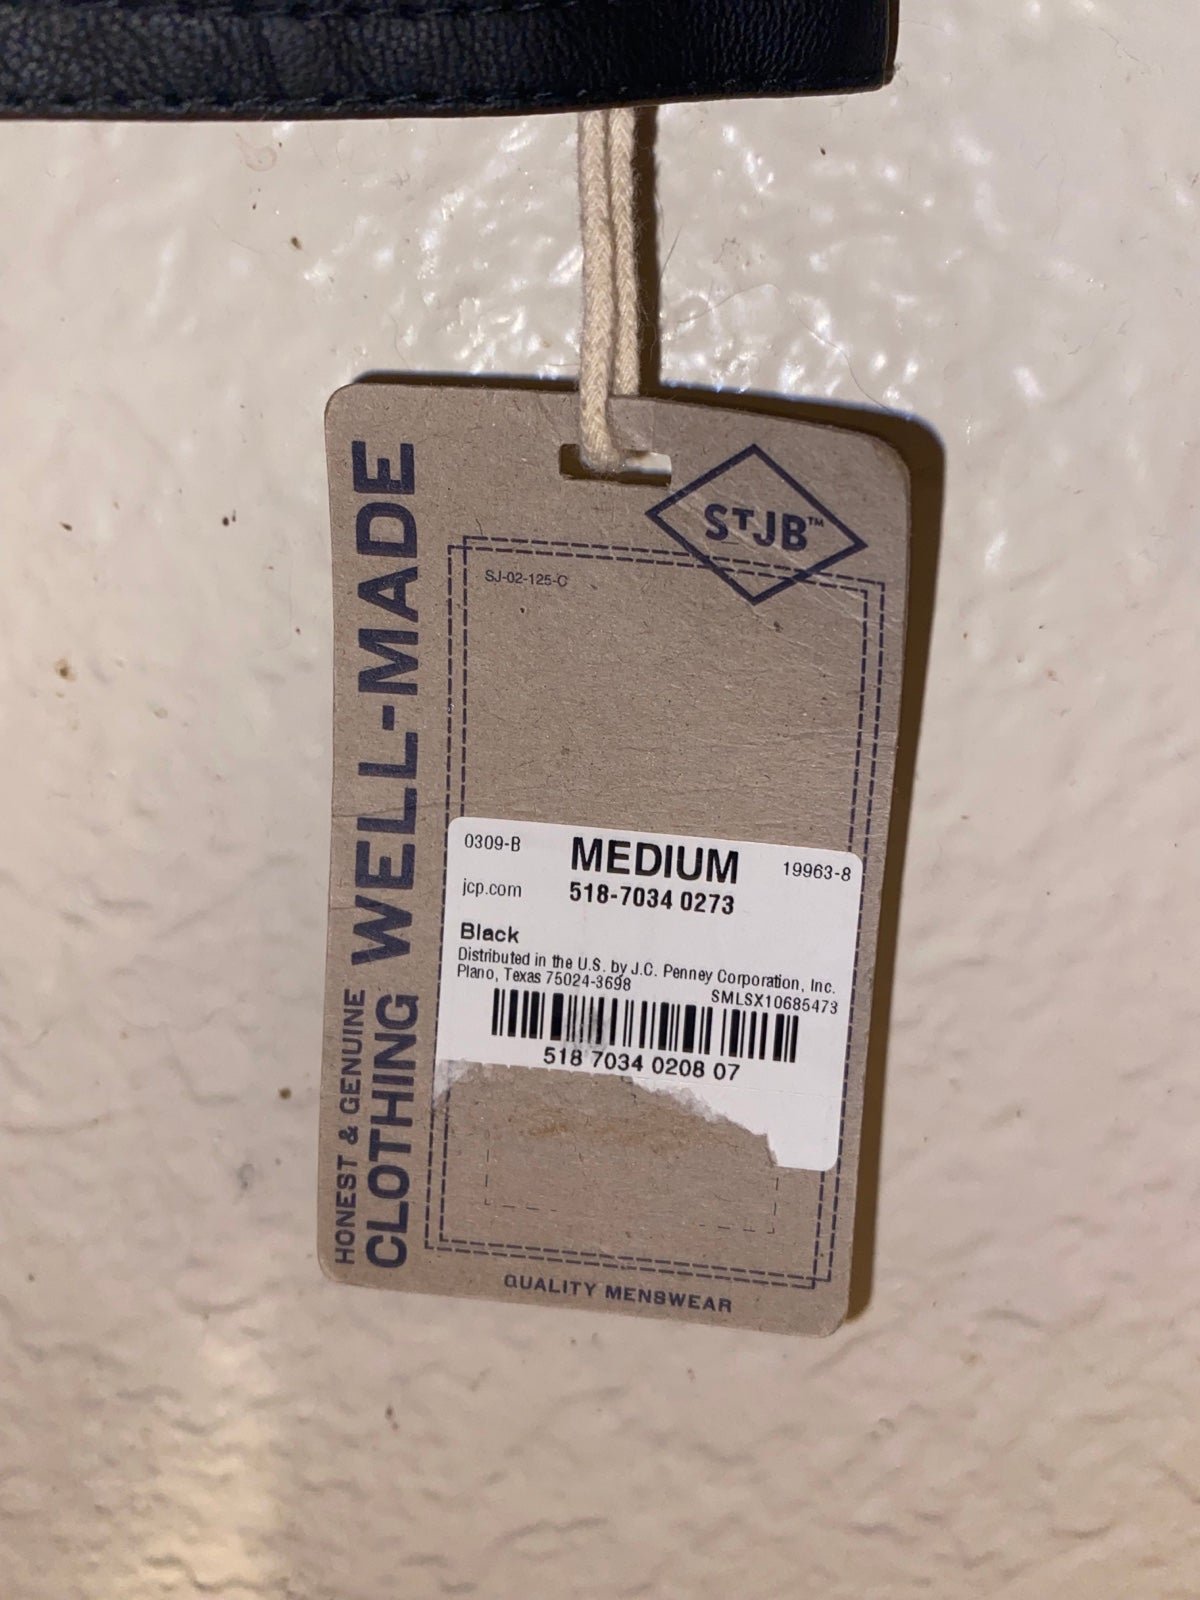 STJB™
SJ-02-125-C
HONEST & GENUINE
CLOTHING WELL-MADE
0309-B
MEDIUM
19963-8
jcp.com
518-7034 0273
Black
Distributed in the U.S. by J.C. Penney Corporation, Inc.
Plano, Texas 75024-3698
SMLSX10685473
518 7034 0208 07
QUALITY MENSWEAR